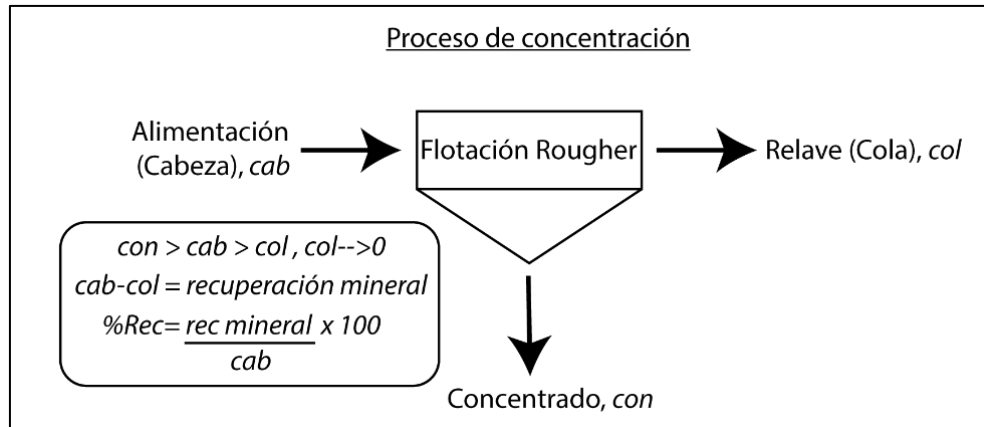 Proceso de concentración
Alimentación
(Cabeza), cab
Flotación Rougher
Relave (Cola), col
con > cab > col , col-->0
cab-col = recuperación mineral
%Rec= rec mineral x 100
cab
Concentrado, con